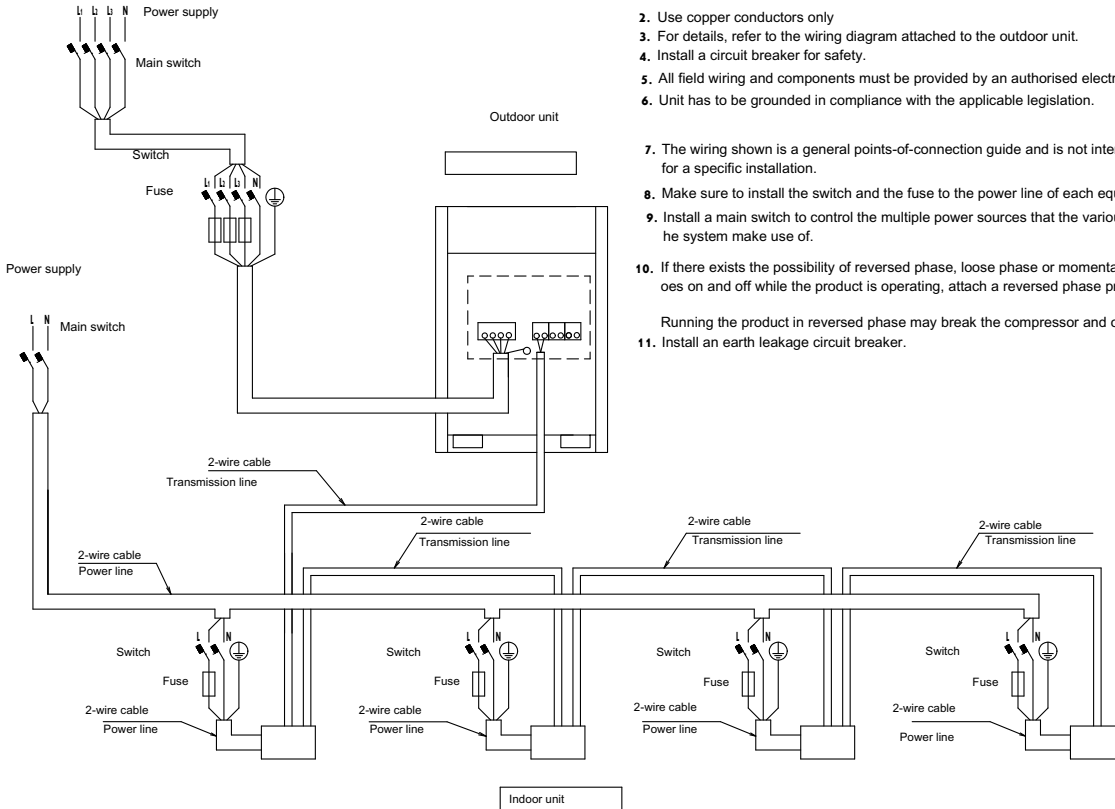 L₁ L₂ L₃ N Power supply
Main switch
Switch
Fuse
L₁ L₂ L₃ N
Outdoor unit
2. Use copper conductors only
3. For details, refer to the wiring diagram attached to the outdoor unit.
4. Install a circuit breaker for safety.
5. All field wiring and components must be provided by an authorised electr
6. Unit has to be grounded in compliance with the applicable legislation.
7. The wiring shown is a general points-of-connection guide and is not inte
for a specific installation.
8. Make sure to install the switch and the fuse to the power line of each equ
9. Install a main switch to control the multiple power sources that the variou
he system make use of.
10. If there exists the possibility of reversed phase, loose phase or momenta
oes on and off while the product is operating, attach a reversed phase pr
Running the product in reversed phase may break the compressor and o
11. Install an earth leakage circuit breaker.
Power supply
L N
Main switch
2-wire cable
Transmission line
2-wire cable
Transmission line
2-wire cable
Transmission line
2-wire cable
Transmission line
2-wire cable
Power line
L N
Switch
Fuse
2-wire cable
Power line
L N
Switch
Fuse
2-wire cable
Power line
L N
Switch
Fuse
2-wire cable
Power line
L N
Switch
Fuse
2-wire cable
Power line
Indoor unit